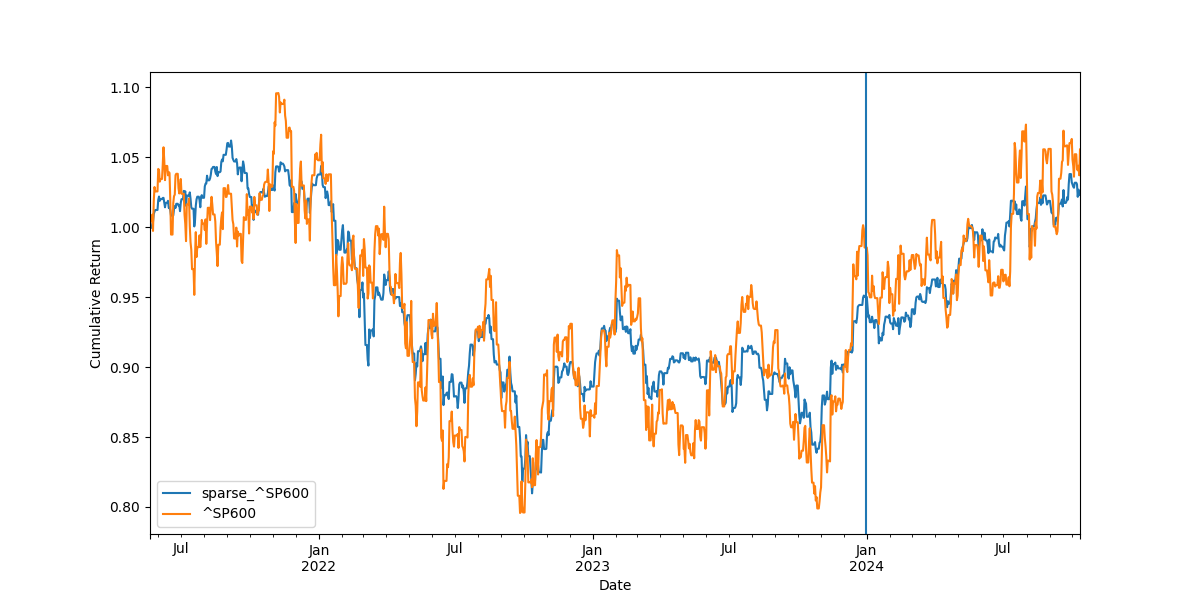 1.10
1.05
1.00
0.95
0.90
0.85
0.80
Cumulative Return
sparse_^SP600
^SP600
Jul
Jan
2022
Jul
Jan
2023
Jul
Jan
2024
Jul
Date